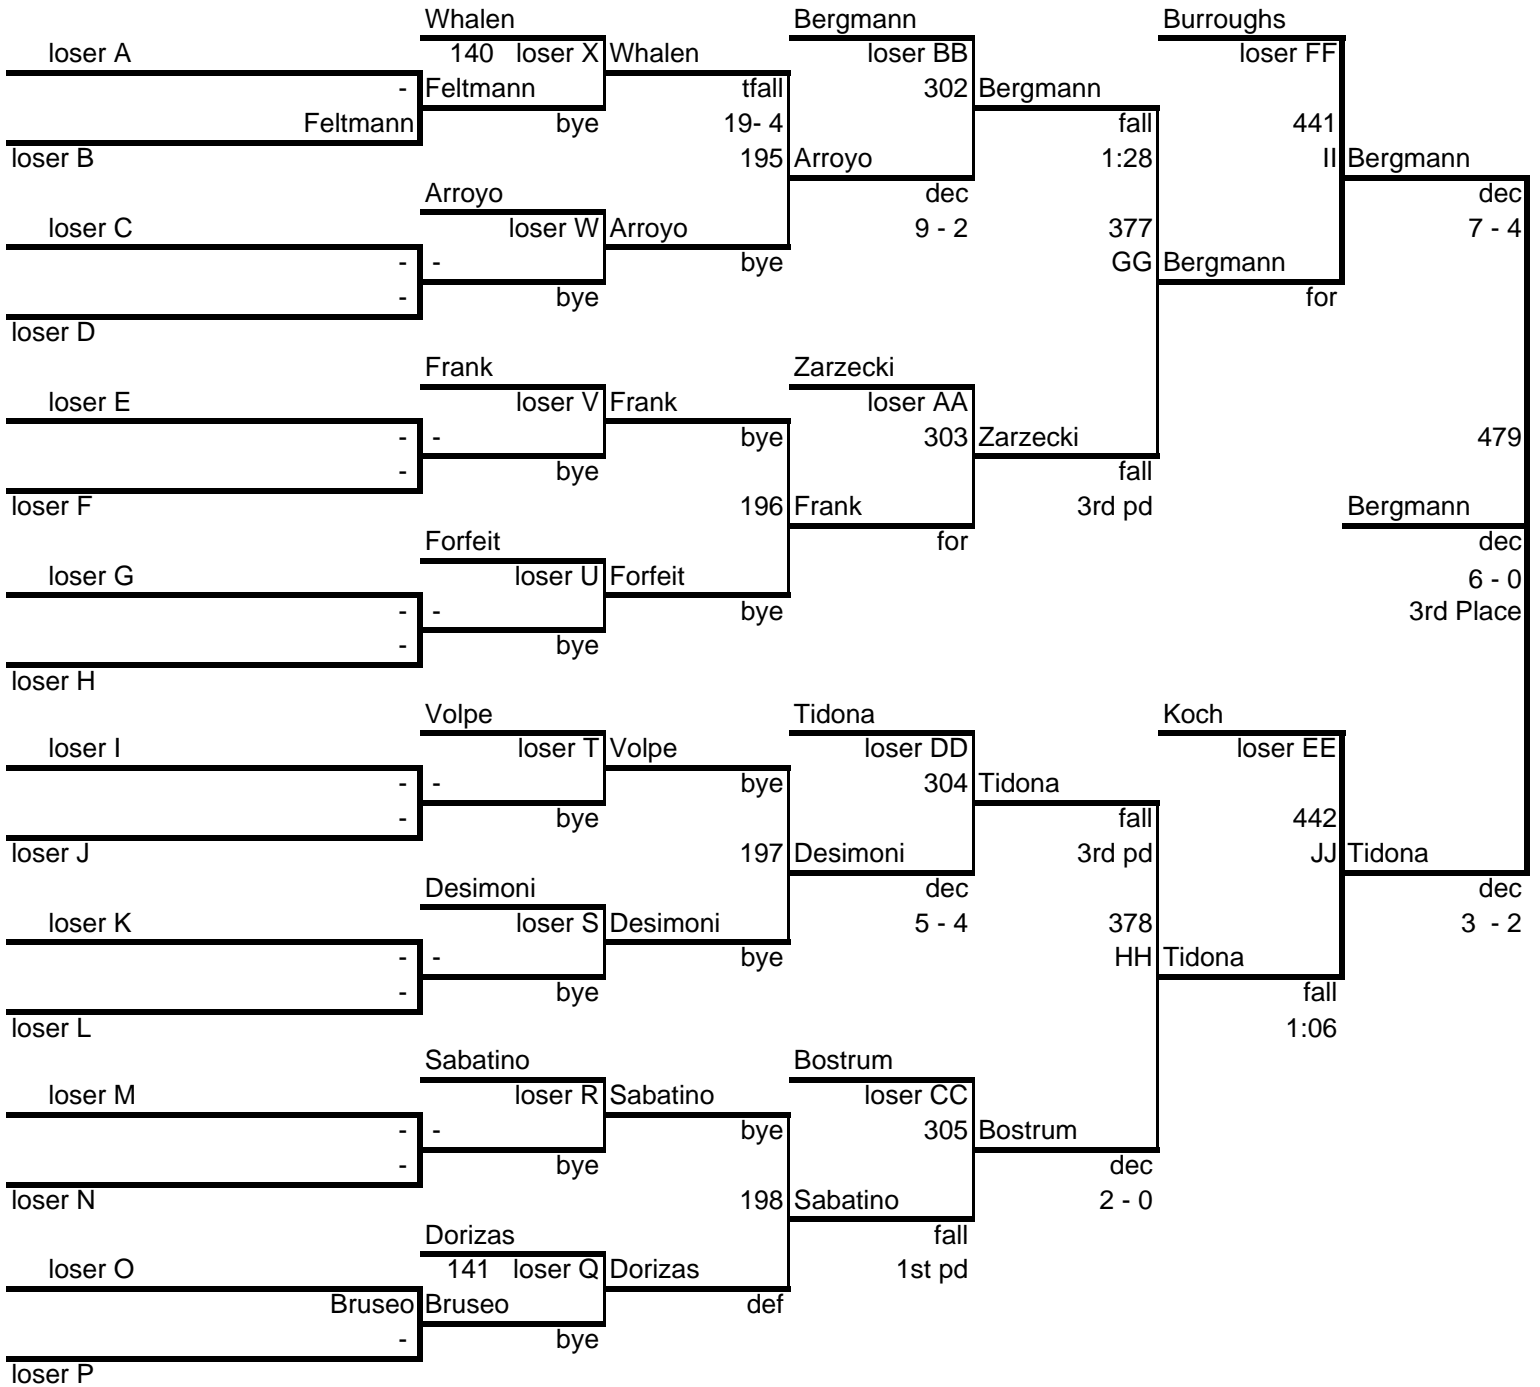 Whalen Bergmann Burroughs
loser A 140 loser X Whalen loser BB loser FF
- Feltmann tfall 302 Bergmann
Feltmann bye 19- 4 fall 441
loser B 195 Arroyo 1:28 II Bergmann
Arroyo dec dec
loser C loser W Arroyo 9 - 2 377 7 - 4
- - bye GG Bergmann
- bye for
loser D
Frank Zarzecki
loser E loser V Frank loser AA
- - bye 303 Zarzecki 479
- bye fall
loser F 196 Frank 3rd pd Bergmann
Forfeit for dec
loser G loser U Forfeit 6 - 0
- - bye 3rd Place
- bye
loser H
Volpe Tidona Koch
loser I loser T Volpe loser DD loser EE
- - bye 304 Tidona
- bye fall 442
loser J 197 Desimoni 3rd pd JJ Tidona
Desimoni dec dec
loser K loser S Desimoni 5 - 4 378 3 - 2
- - bye HH Tidona
- bye fall
loser L 1:06
Sabatino Bostrum
loser M loser R Sabatino loser CC
- - bye 305 Bostrum
- bye dec
loser N 198 Sabatino 2 - 0
Dorizas fall
loser O 141 loser Q Dorizas 1st pd
Bruseo Bruseo def
- bye
loser P